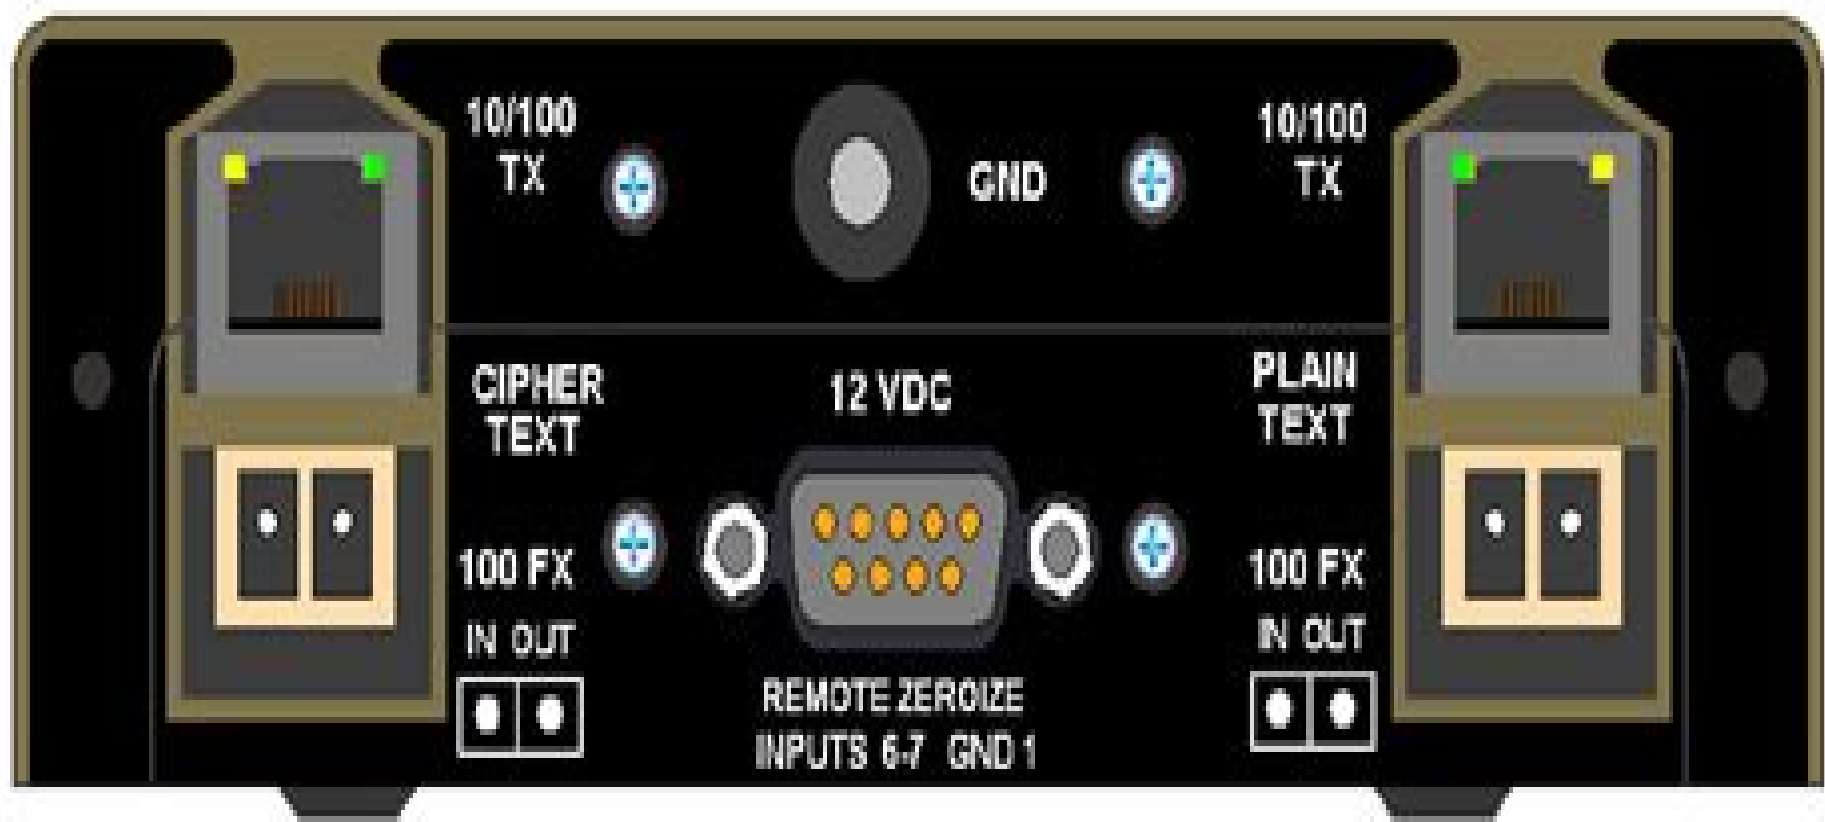 10/100
TX
GND
10/100
TX
CIPHER
TEXT
12 VDC
PLAIN
TEXT
100 FX
IN OUT
100 FX
IN OUT
REMOTE ZEROIZE
INPUTS 6-7 GND 1